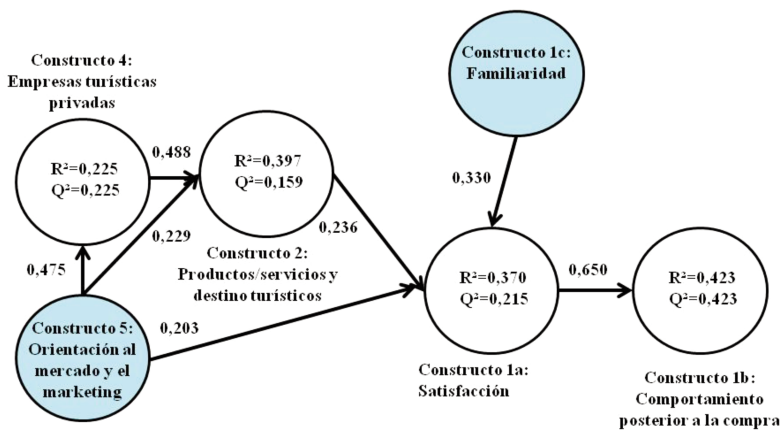 Constructo 4:
Empresas turísticas
privadas
R²=0,225
Q²=0,225
0,488
R²=0,397
Q²=0,159
Constructo 1c:
Familiaridad
0,330
0,475
0,229
0,236
Constructo 2:
Productos/servicios y
destino turísticos
Constructo 5:
Orientación al
mercado y el
marketing
0,203
R²=0,370
Q²=0,215
0,650
R²=0,423
Q²=0,423
Constructo 1a:
Satisfacción
Constructo 1b:
Comportamiento
posterior a la compra